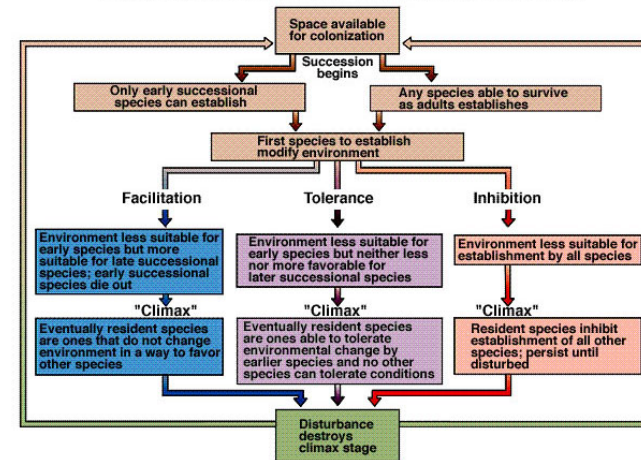 Space available
for colonization
Succession
begins
Only early successional
species can establish
Any species able to survive
as adults establishes
First species to establish
modify environment
Facilitation
Tolerance
Inhibition
Environment less suitable for
early species but more
suitable for late successional
species; early successional
species die out
Environment less suitable for
early species but neither less
nor more favorable for
later successional species
Environment less suitable for
establishment by all species
"Climax"
"Climax"
"Climax"
Eventually resident species
are ones that do not change
environment in a way to favor
other species
Eventually resident species
are ones able to tolerate
environmental change by
earlier species and no other
species can tolerate conditions
Resident species inhibit
establishment of all other
species; persist until
disturbed
Disturbance
destroys
climax stage